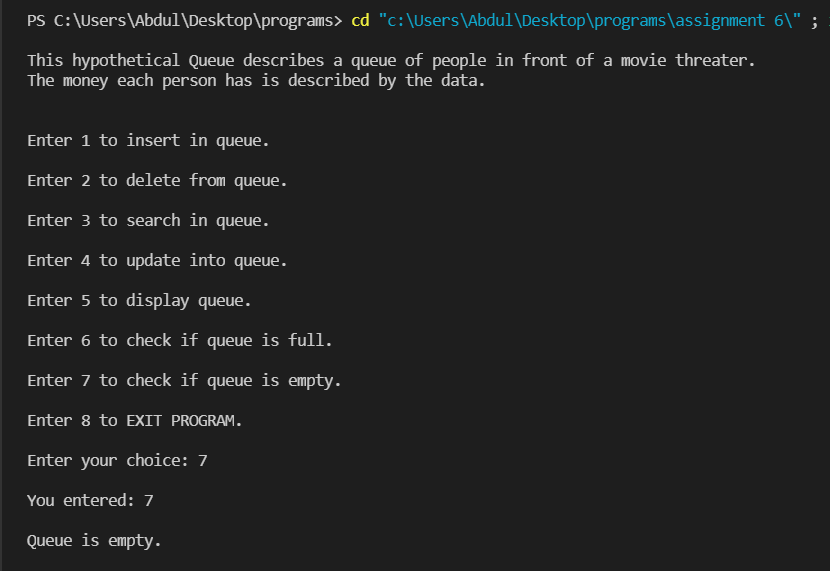 PS C:\Users\Abdul\Desktop\programs> cd "c:\Users\Abdul\Desktop\programs\assignment 6\" ;
This hypothetical Queue describes a queue of people in front of a movie threater.
The money each person has is described by the data.
Enter 1 to insert in queue.
Enter 2 to delete from queue.
Enter 3 to search in queue.
Enter 4 to update into queue.
Enter 5 to display queue.
Enter 6 to check if queue is full.
Enter 7 to check if queue is empty.
Enter 8 to EXIT PROGRAM.
Enter your choice: 7
You entered: 7
Queue is empty.